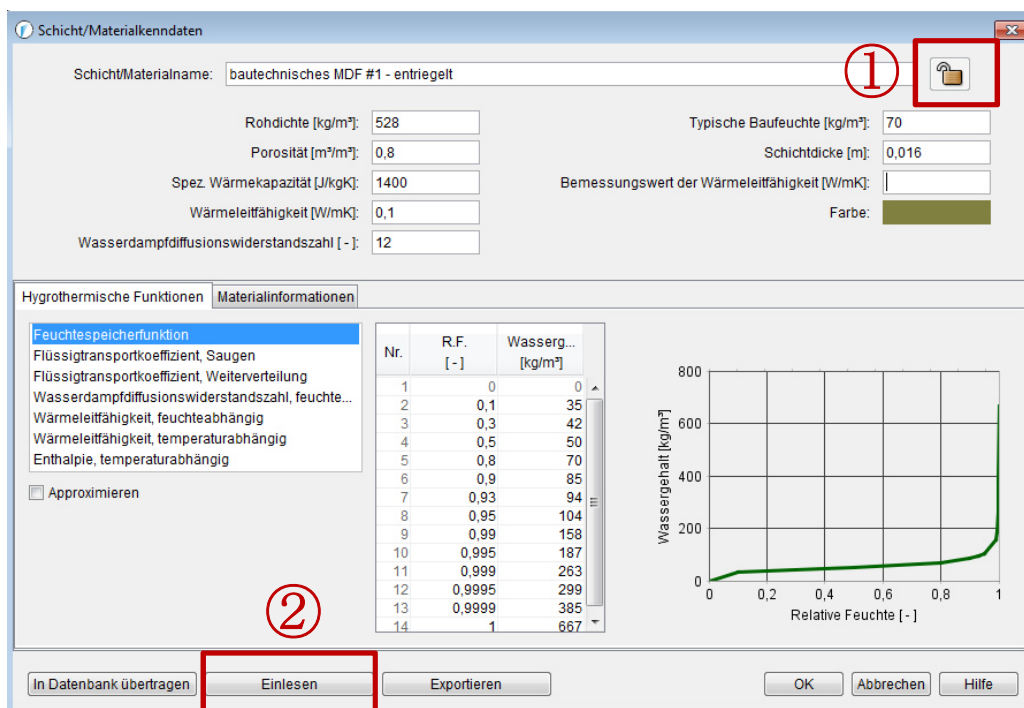 Schicht/Materialkenndaten
Schicht/Materialname: bautechnisches MDF #1 - entriegelt
①
Rohdichte [kg/m³]: 528
Typische Baufeuchte [kg/m³]: 70
Porosität [m³/m³]: 0,8
Schichtdicke [m]: 0,016
Spez. Wärmekapazität [J/kgK]: 1400
Bemessungswert der Wärmeleitfähigkeit [W/mK]:
Wärmeleitfähigkeit [W/mK]: 0,1
Farbe:
Wasserdampfdiffusionswiderstandszahl [ - ]: 12
Hygrothermische Funktionen Materialinformationen
Feuchtespeicherfunktion
Flüssigtransportkoeffizient, Saugen
Flüssigtransportkoeffizient, Weiterverteilung
Wasserdampfdiffusionswiderstandszahl, feuchte...
Wärmeleitfähigkeit, feuchteabhängig
Wärmeleitfähigkeit, temperaturabhängig
Enthalpie, temperaturabhängig
Approximieren
Nr. R.F. [ - ] Wasserg... [kg/m³]
1 0 0
2 0,1 35
3 0,3 42
4 0,5 50
5 0,8 70
6 0,9 85
7 0,93 94
8 0,95 104
9 0,99 158
10 0,995 187
11 0,999 263
12 0,9995 299
13 0,9999 385
14 1 667
Wassergehalt [kg/m³]
800
600
400
200
0
0 0,2 0,4 0,6 0,8 1
Relative Feuchte [ - ]
②
In Datenbank übertragen Einlesen Exportieren OK Abbrechen Hilfe